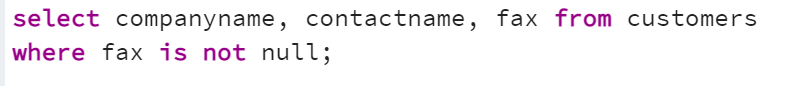 select companyname, contactname, fax from customers
where fax is not null;